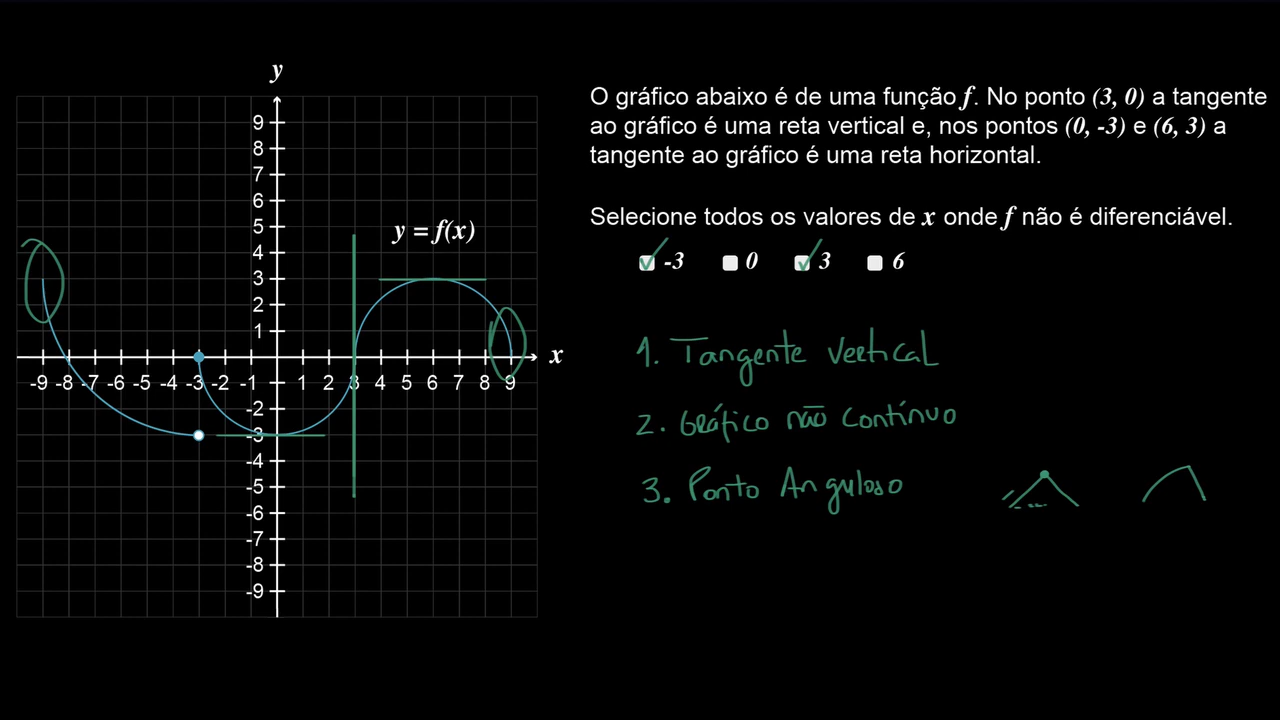 O gráfico abaixo é de uma função f. No ponto (3, 0) a tangente
ao gráfico é uma reta vertical e, nos pontos (0, -3) e (6, 3) a
tangente ao gráfico é uma reta horizontal.
Selecione todos os valores de x onde f não é diferenciável.
-3 0 3 6
1. Tangente Vertical
2. Gráfico não Contínuo
3. Ponto Anguloso
y
9
8
7
6
5
4
3
2
1
y = f(x)
x
-9 -8 -7 -6 -5 -4 -3 -2 -1 1 2 3 4 5 6 7 8 9
-2
-3
-4
-5
-6
-7
-8
-9